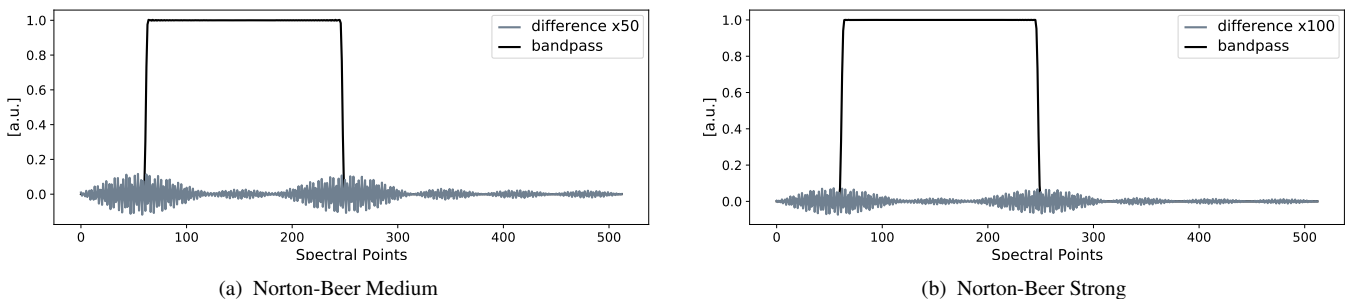 1.0
0.8
0.6
0.4
0.2
0.0
[a.u.]
difference x50
bandpass
0 100 200 300 400 500
Spectral Points
(a) Norton-Beer Medium
1.0
0.8
0.6
0.4
0.2
0.0
[a.u.]
difference x100
bandpass
0 100 200 300 400 500
Spectral Points
(b) Norton-Beer Strong